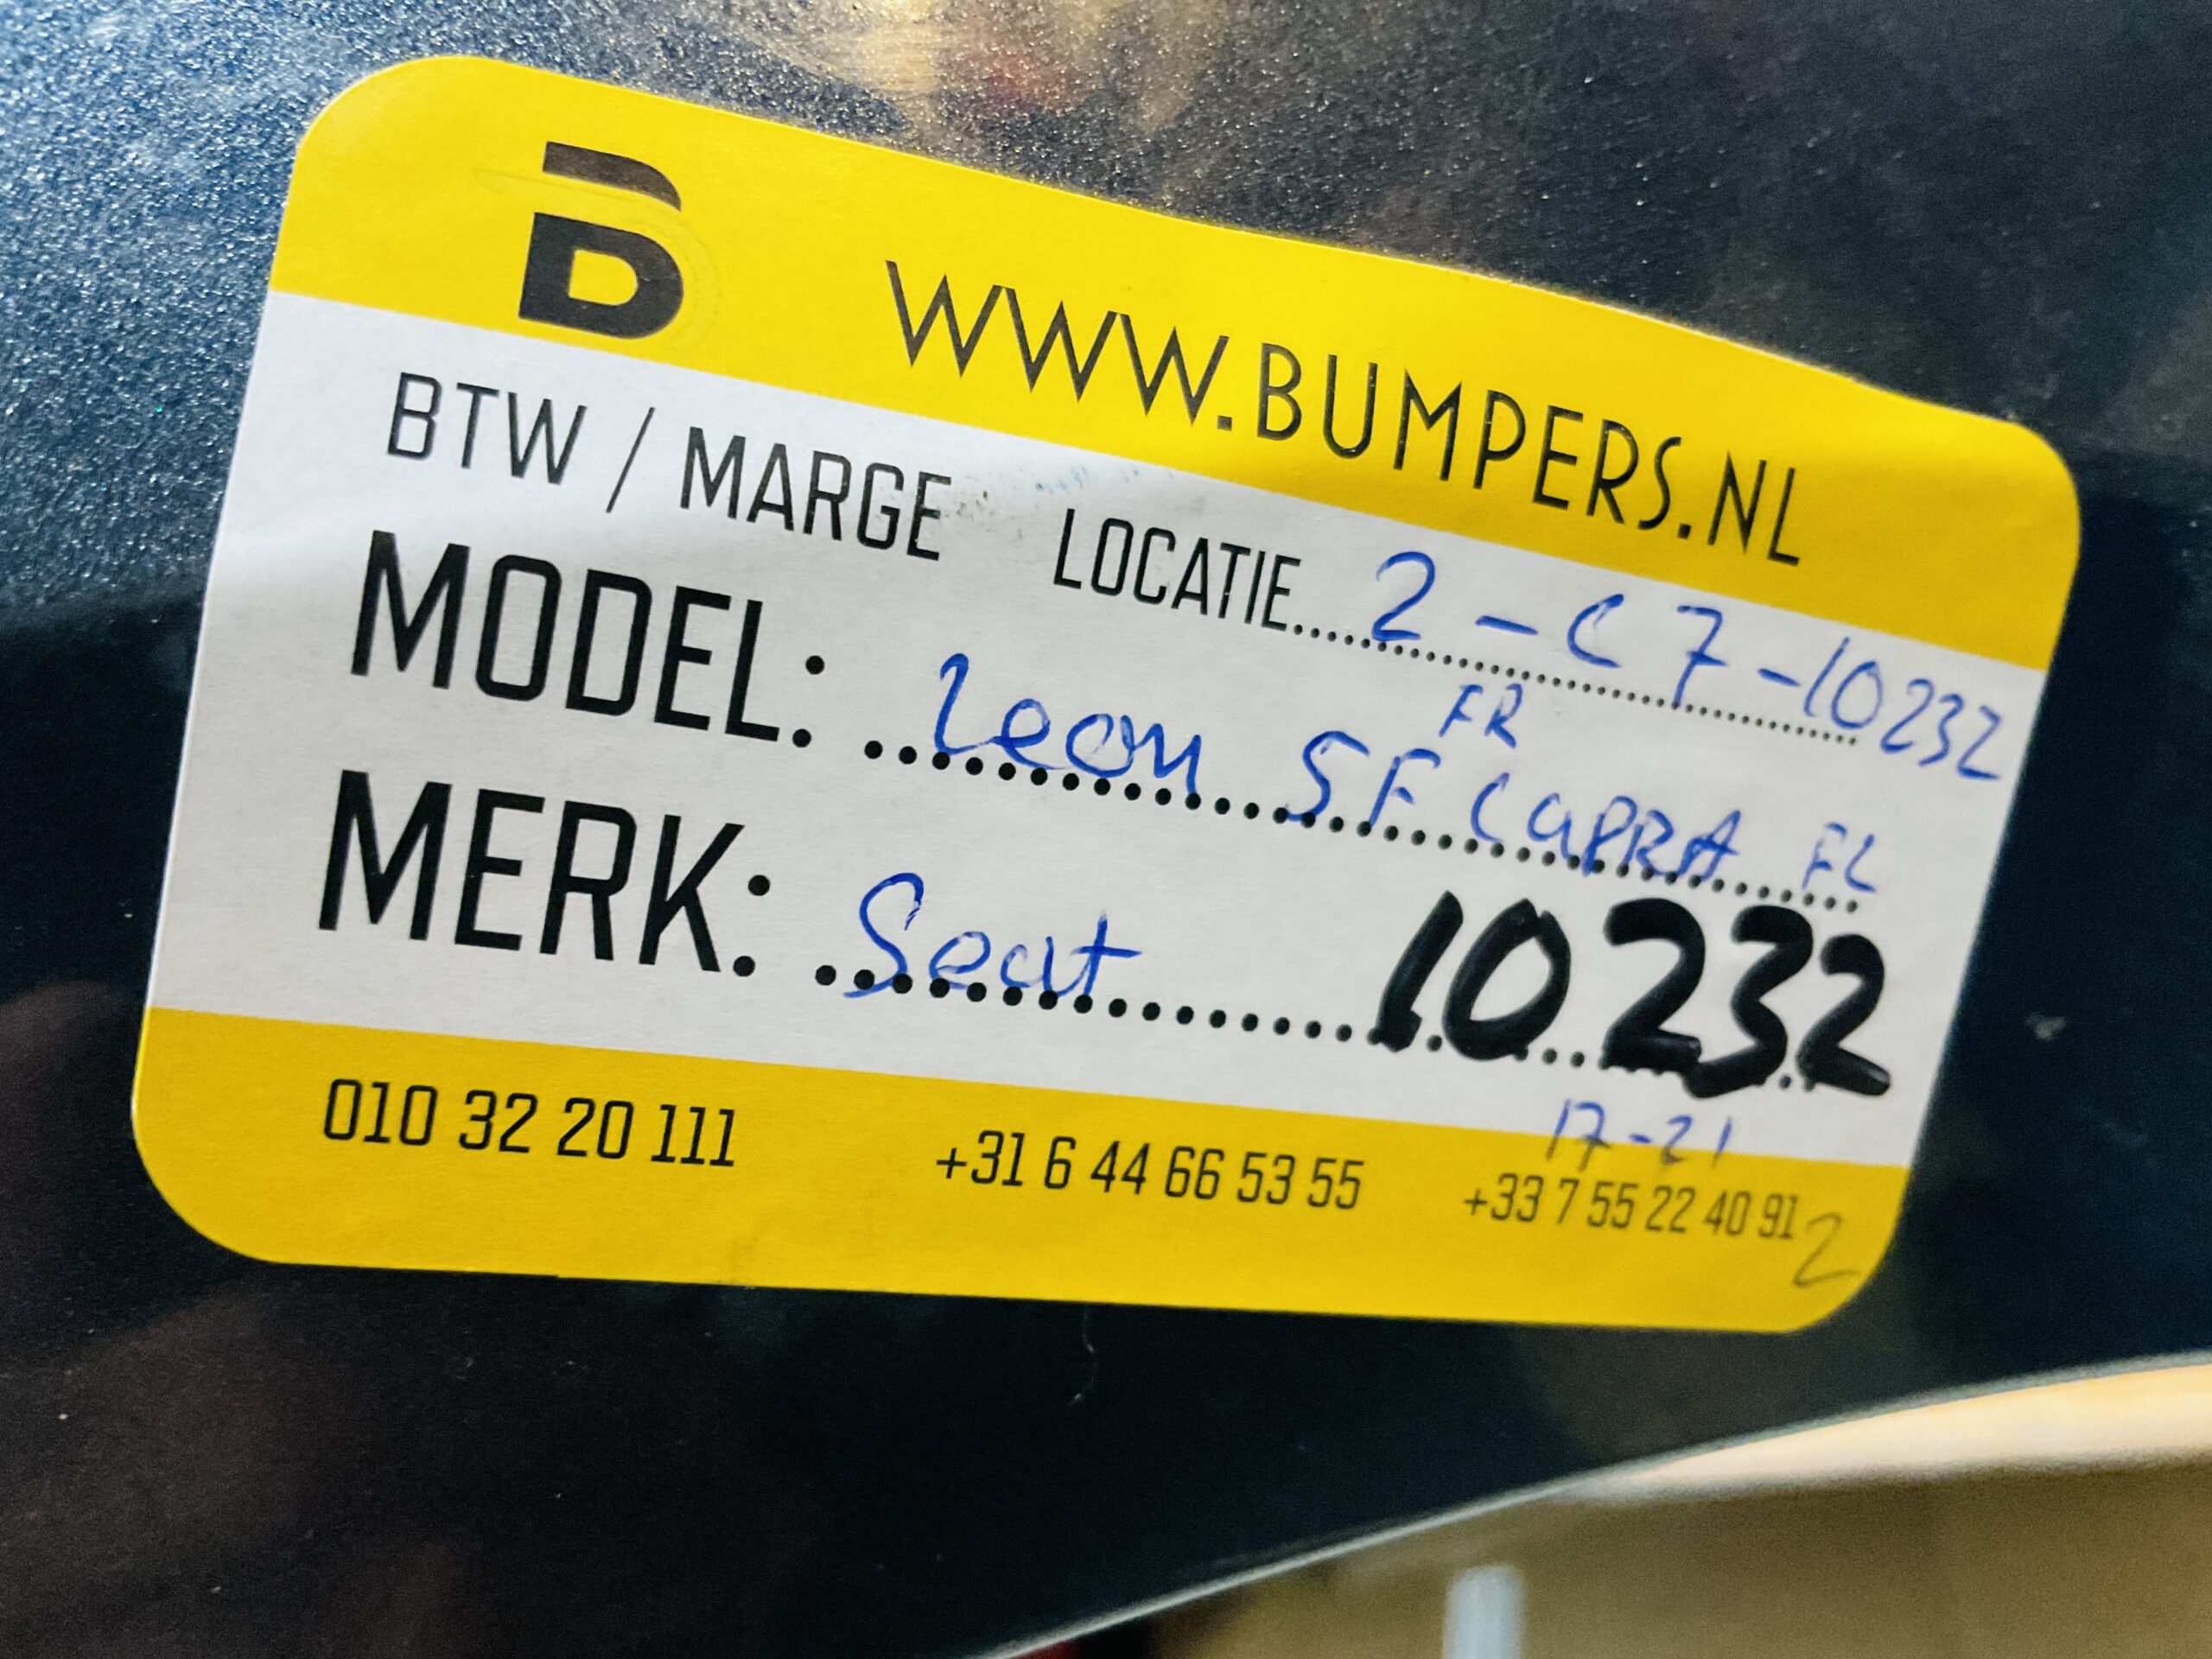 B WWW.BUMPERS.NL
BTW / MARGE LOCATIE..... 2 - C7 - 10232
FR
MODEL: Leon 5F CUPRA FL
MERK: Seat 10232
17-21
010 32 20 111 +31 6 44 66 53 55 +33 7 55 22 40 91 2